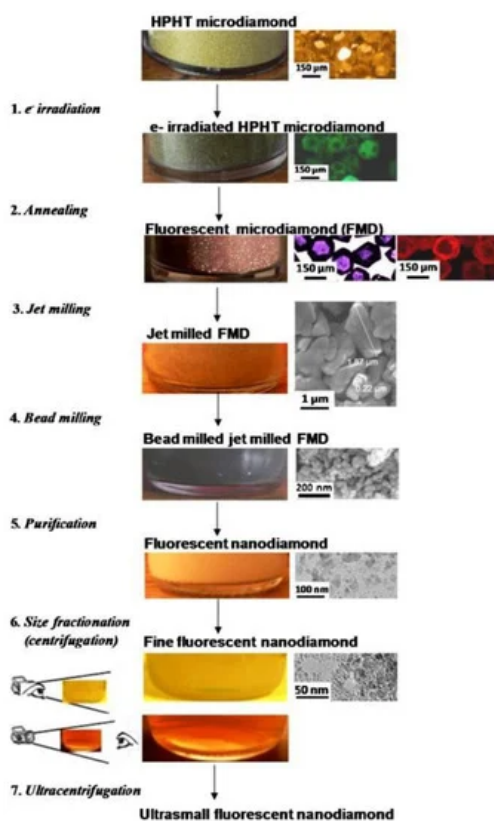 HPHT microdiamond
150 µm
1. e⁻ irradiation
e- irradiated HPHT microdiamond
150 µm
2. Annealing
Fluorescent microdiamond (FMD)
150 µm
150 µm
3. Jet milling
Jet milled FMD
1 µm
4. Bead milling
Bead milled jet milled FMD
200 nm
5. Purification
Fluorescent nanodiamond
100 nm
6. Size fractionation
(centrifugation)
Fine fluorescent nanodiamond
50 nm
7. Ultracentrifugation
Ultrasmall fluorescent nanodiamond